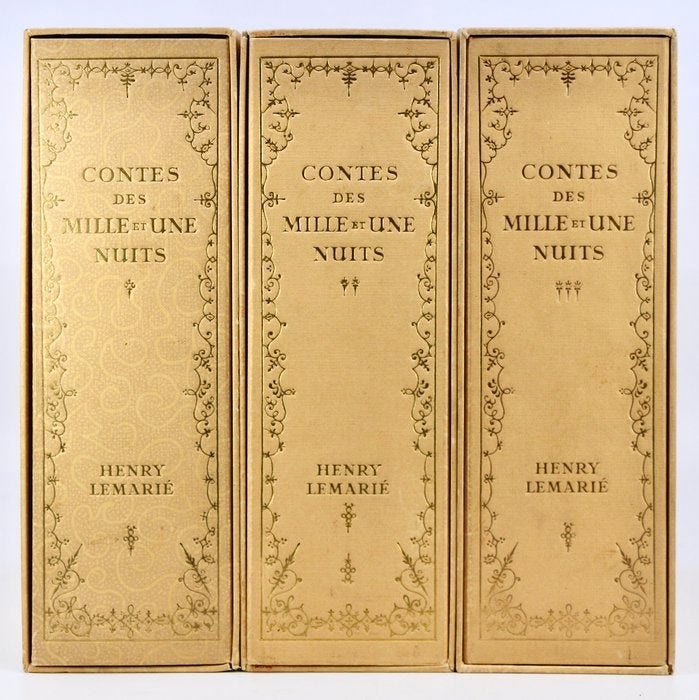 CONTES
DES
MILLE ET UNE
NUITS
HENRY
LEMARIÉ
CONTES
DES
MILLE ET UNE
NUITS
HENRY
LEMARIÉ
CONTES
DES
MILLE ET UNE
NUITS
HENRY
LEMARIÉ